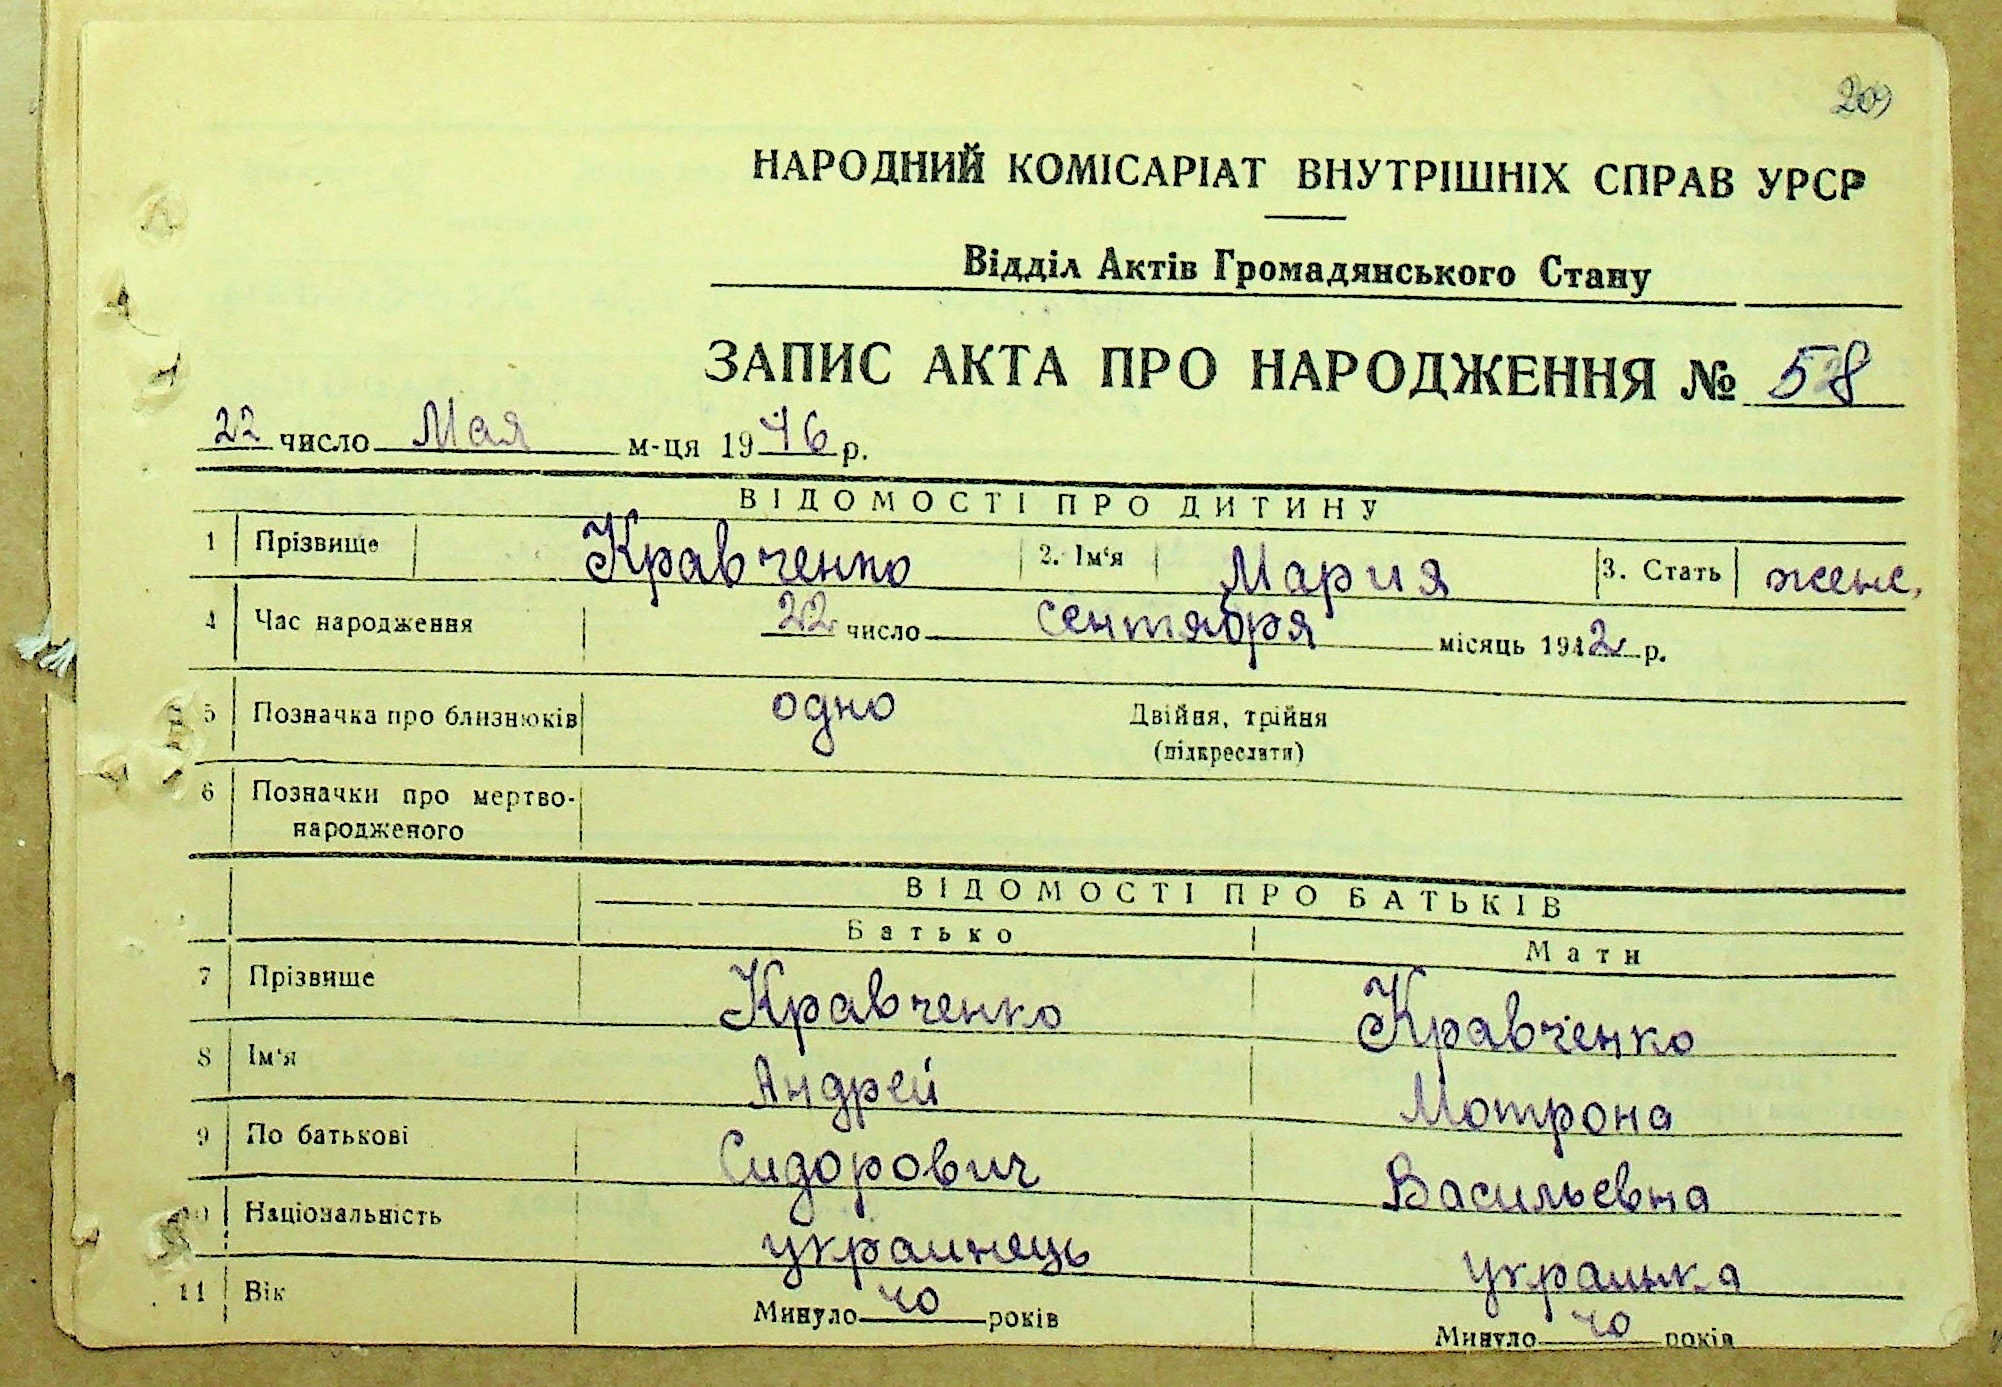 209
НАРОДНИЙ КОМІСАРІАТ ВНУТРІШНІХ СПРАВ УРСР
Відділ Актів Громадянського Стану
ЗАПИС АКТА ПРО НАРОДЖЕННЯ № 58
22 число Мая м-ця 1946 р.
ВІДОМОСТІ ПРО ДИТИНУ
1 Прізвище Кравченко 2. Ім'я Мария 3. Стать женс.
4 Час народження 22 число сентября місяць 1942 р.
5 Позначка про близнюків одно Двійня, трійня
(підкреслати)
6 Позначки про мертво-
народженого
ВІДОМОСТІ ПРО БАТЬКІВ
Батько Мати
7 Прізвище Кравченко Кравченко
8 Ім'я Андрей Мотрона
9 По батькові Сидорович Васильевна
10 Національність украинець украинка
11 Вік Минуло 40 років Минуло 40 років